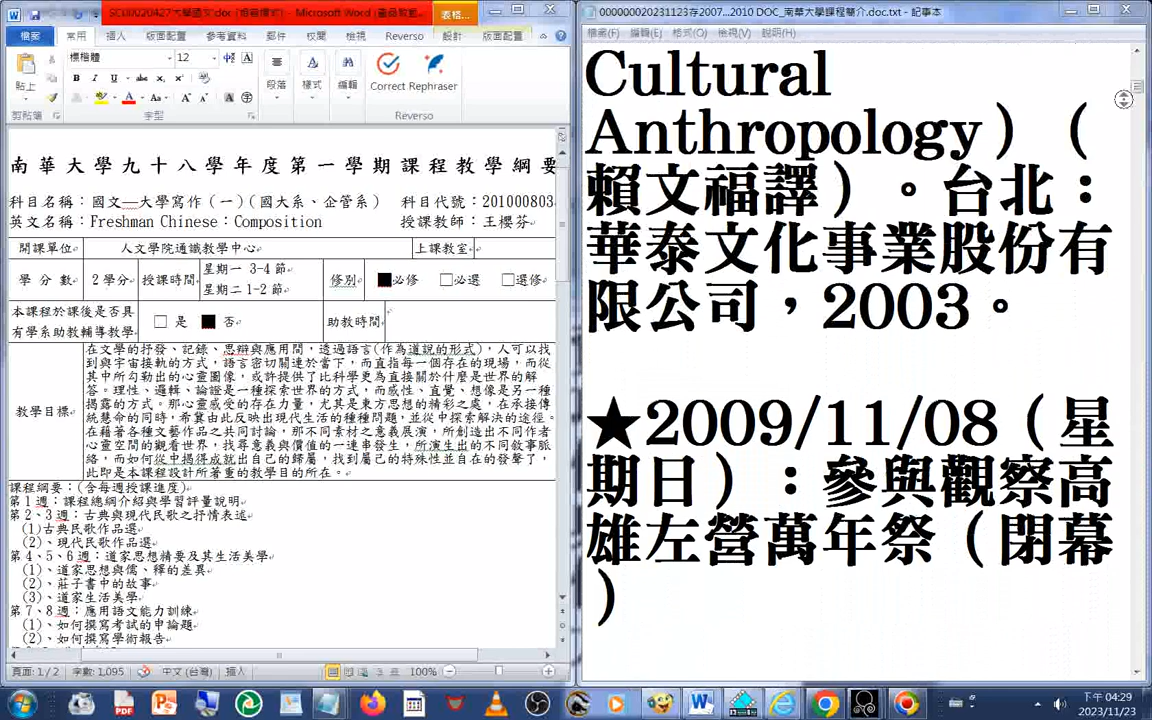 SC000220427大學國文.doc [相容模式] - Microsoft Word (產品啟動...
表格...
檔案 常用 插入 版面配置 參考資料 郵件 校閱 檢視 Reverso 設計 版面配置
貼上
標楷體 12
段落 樣式 編輯 Correct Rephraser
剪貼簿 字型 Reverso
南華大學九十八學年度第一學期課程教學綱要
科目名稱：國文——大學寫作（一）（國大系、企管系） 科目代號：201000803
英文名稱：Freshman Chinese：Composition 授課教師：王櫻芬
開課單位 人文學院通識教學中心 上課教室
學 分 數 2學分 授課時間 星期一 3-4節
星期二 1-2節
修別 ■必修 □必選 □選修
本課程於課後是否具
有學系助教輔導教學
□ 是 ■ 否 助教時間
教學目標
在文學的抒發、記錄、思辯與應用間，透過語言(作為道說的形式)，人可以找
到與宇宙接軌的方式，語言密切關連於當下，而直指每一個存在的現場，而從
其中所勾勒出的心靈圖像，或許提供了比科學更為直接關於什麼是世界的解
答。理性、邏輯、論證是一種探索世界的方式，而感性、直覺、想像是另一種
揭露的方式。那心靈感受的存在力量，尤其是東方思想的精彩之處，在承接傳
統慧命的同時，希冀由此反映出現代生活的種種問題，並從中探索解決的途徑。
在藉著各種文藝作品之共同討論，那不同素材之意義展演，所創造出不同作者
心靈空間的觀看世界，找尋意義與價值的一連串發生，所演生出的不同敘事脈
絡，而如何從中揭得成就出自己的歸屬，找到屬己的特殊性並自在的發聲了，
此即是本課程設計所著重的教學目的所在。
課程綱要：(含每週授課進度)
第1週：課程總綱介紹與學習評量說明
第2、3週：古典與現代民歌之抒情表述
(1)古典民歌作品選
(2)、現代民歌作品選
第4、5、6週：道家思想精要及其生活美學
(1)、道家思想與儒、釋的差異
(2)、莊子書中的故事
(3)、道家生活美學
第7、8週：應用語文能力訓練
(1)、如何撰寫考試的申論題
(2)、如何撰寫學術報告
頁面：1/2 字數：1,095 中文 (台灣) 插入 100%
000000020231123存2007...2010 DOC_南華大學課程簡介.doc.txt - 記事本
檔案(F) 編輯(E) 格式(O) 檢視(V) 說明(H)
Cultural
Anthropology）（
賴文福譯）。台北：
華泰文化事業股份有
限公司，2003。
★2009/11/08（星
期日）：參與觀察高
雄左營萬年祭（閉幕
）
下午 04:29
2023/11/23